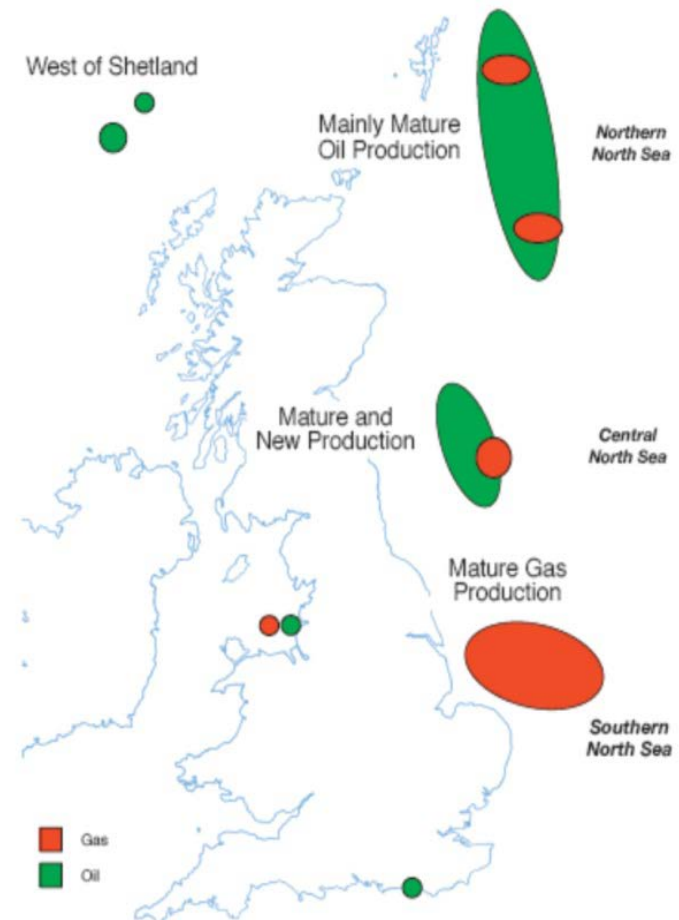 West of Shetland
Mainly Mature
Oil Production
Northern
North Sea
Mature and
New Production
Central
North Sea
Mature Gas
Production
Southern
North Sea
Gas
Oil